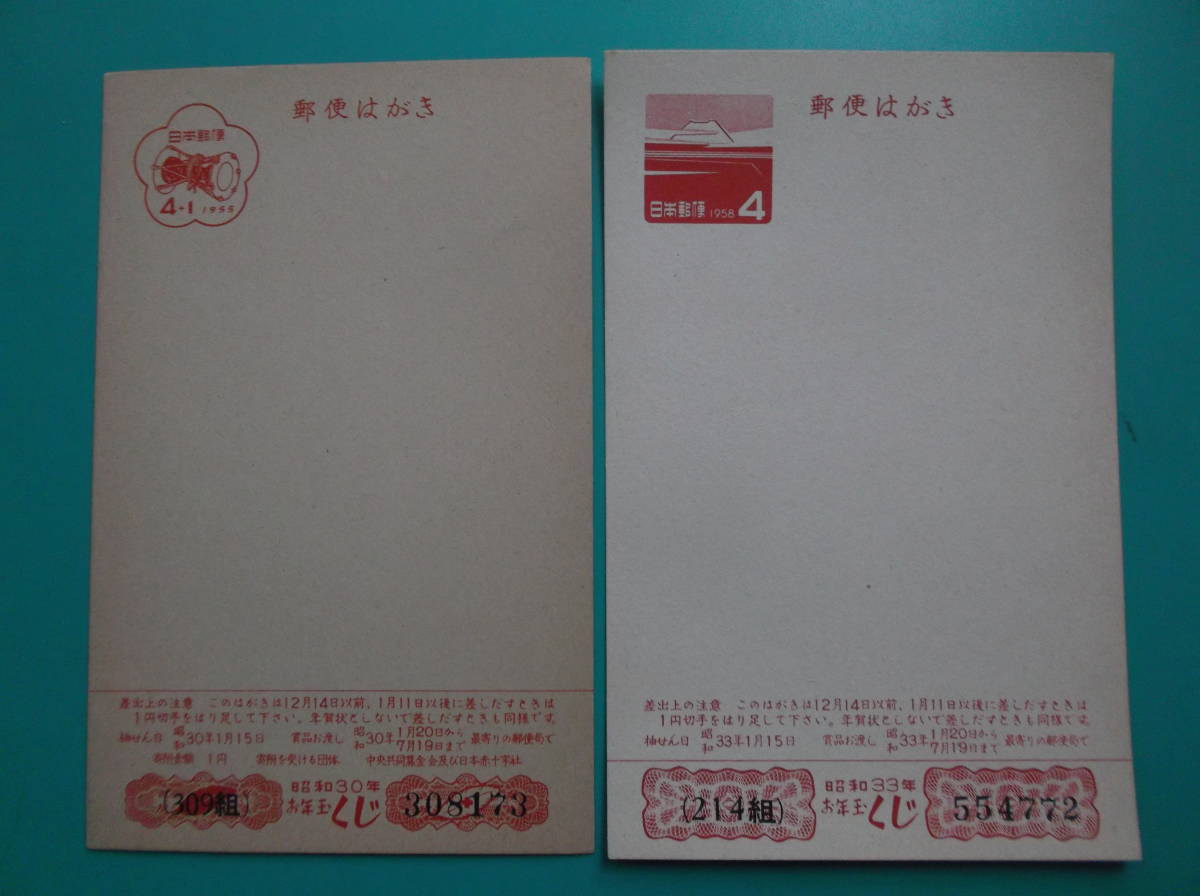 郵便はがき
日本郵便
4+1 1955
差出上の注意 このはがきは12月14日以前、1月11日以後に差しだすときは
1円切手をはり足して下さい。年賀状としないで差しだすときも同様です。
抽せん日 昭和30年1月15日 賞品お渡し 昭和30年 1月20日から 7月19日まで 最寄りの郵便局で
寄附金額 1円 寄附を受ける団体 中央共同募金会及び日本赤十字社
(309組)
昭和30年
お年玉くじ
308173
郵便はがき
日本郵便 1958 4
差出上の注意 このはがきは12月14日以前、1月11日以後に差しだすときは
1円切手をはり足して下さい。年賀状としないで差しだすときも同様です。
抽せん日 昭和33年1月15日 賞品お渡し 昭和33年 1月20日から 7月19日まで 最寄りの郵便局で
(214組)
昭和33年
お年玉くじ
554772